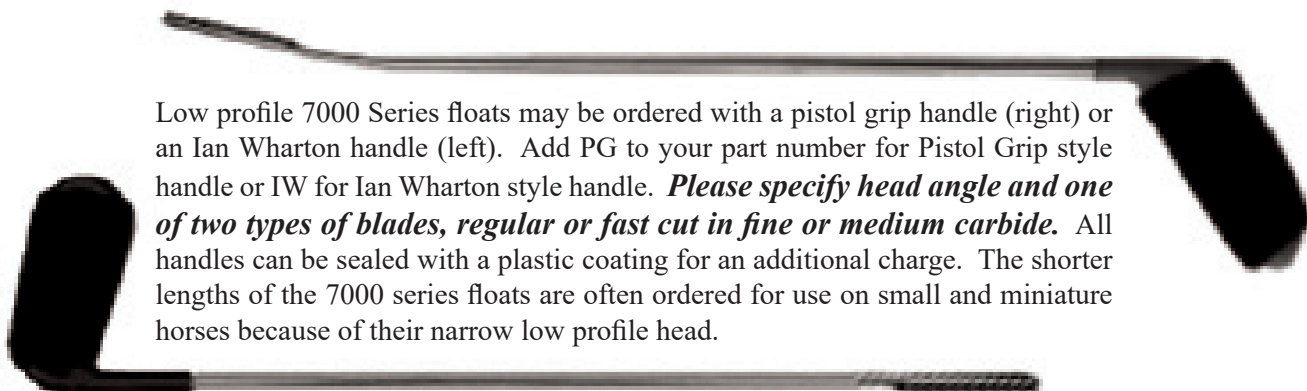 Low profile 7000 Series floats may be ordered with a pistol grip handle (right) or
an Ian Wharton handle (left).  Add PG to your part number for Pistol Grip style
handle or IW for Ian Wharton style handle.  Please specify head angle and one
of two types of blades, regular or fast cut in fine or medium carbide.  All
handles can be sealed with a plastic coating for an additional charge.  The shorter
lengths of the 7000 series floats are often ordered for use on small and miniature
horses because of their narrow low profile head.